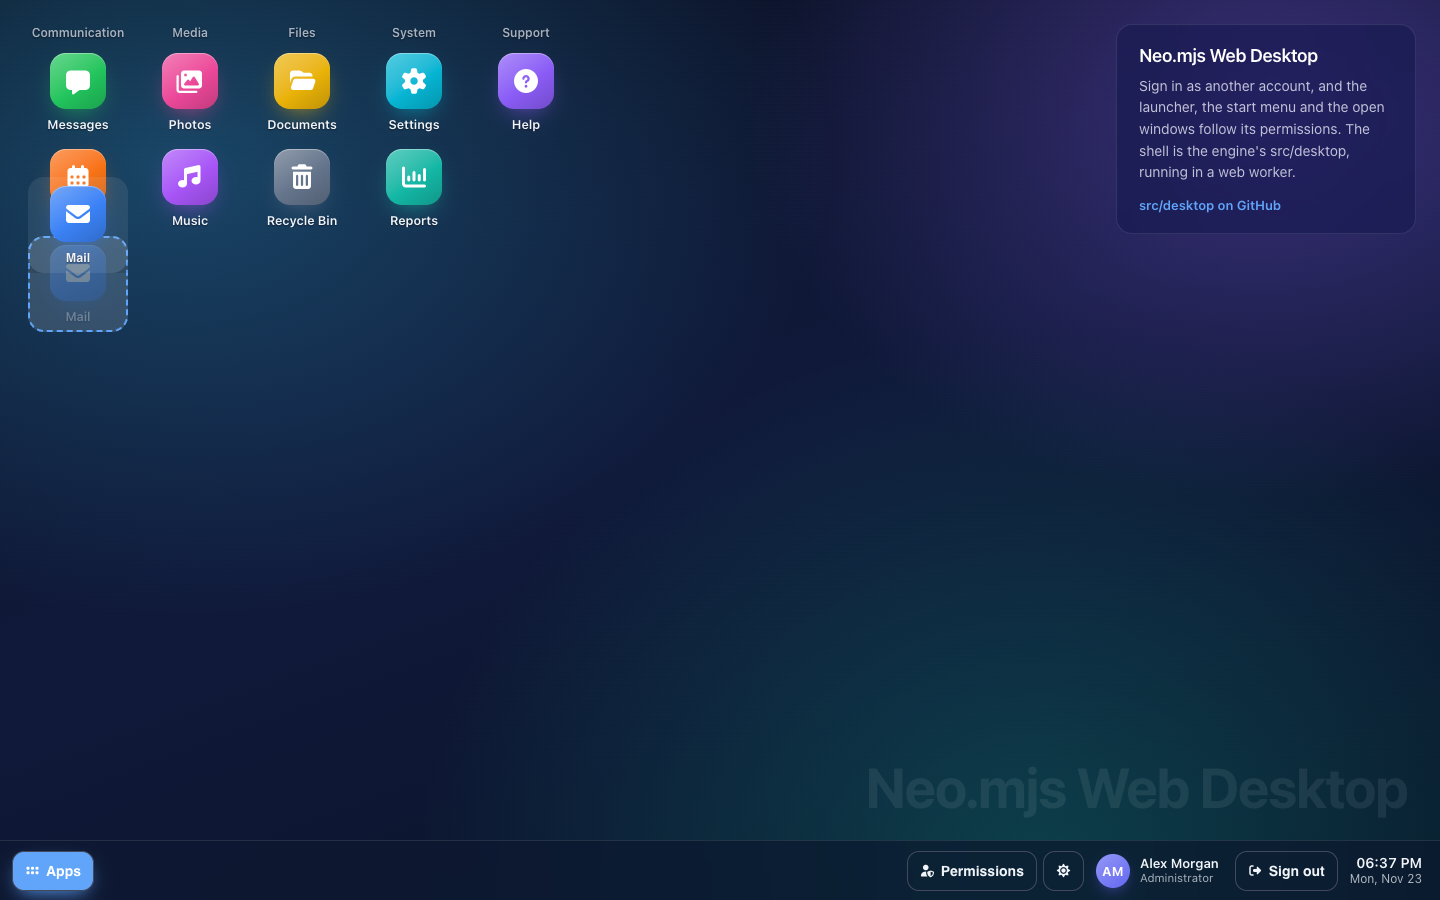 Communication
Media
Files
System
Support
Messages
Photos
Documents
Settings
Help
Mail
Music
Recycle Bin
Reports
Mail
Neo.mjs Web Desktop
Sign in as another account, and the
launcher, the start menu and the open
windows follow its permissions. The
shell is the engine's src/desktop,
running in a web worker.
src/desktop on GitHub
Neo.mjs Web Desktop
Apps
Permissions
AM
Alex Morgan
Administrator
Sign out
06:37 PM
Mon, Nov 23